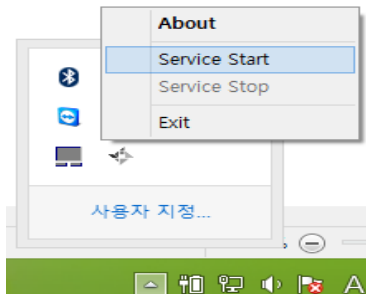 About
Service Start
Service Stop
Exit
사용자 지정...
A